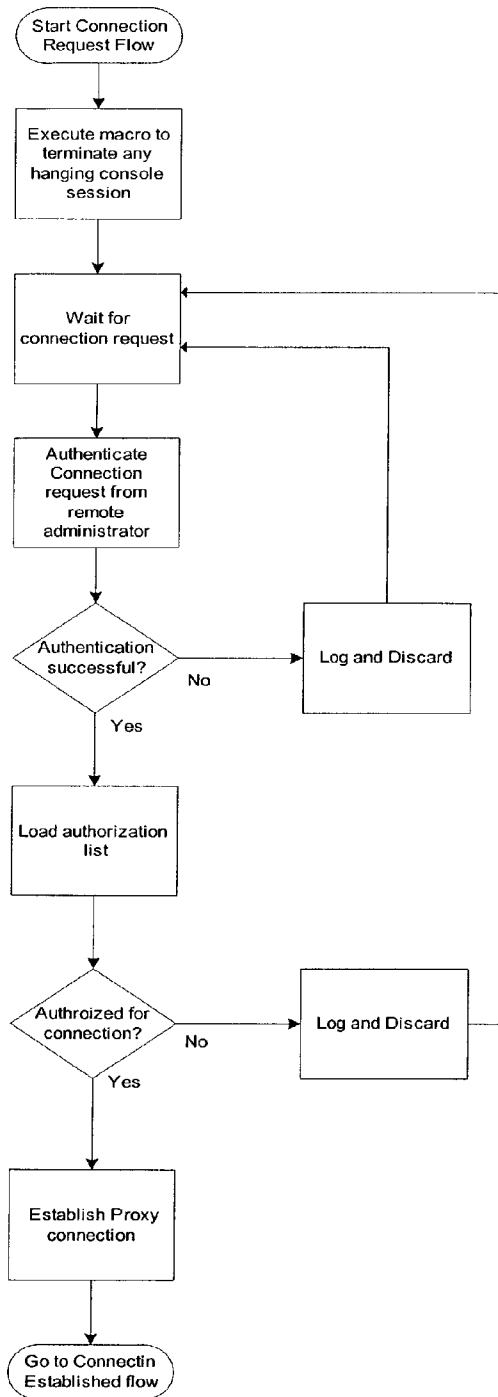 Start Connection
Request Flow
Execute macro to
terminate any
hanging console
session
Wait for
connection request
Authenticate
Connection
request from
remote
administrator
Authentication
successful?
No
Log and Discard
Yes
Load authorization
list
Authroized for
connection?
No
Log and Discard
Yes
Establish Proxy
connection
Go to Connectin
Established flow